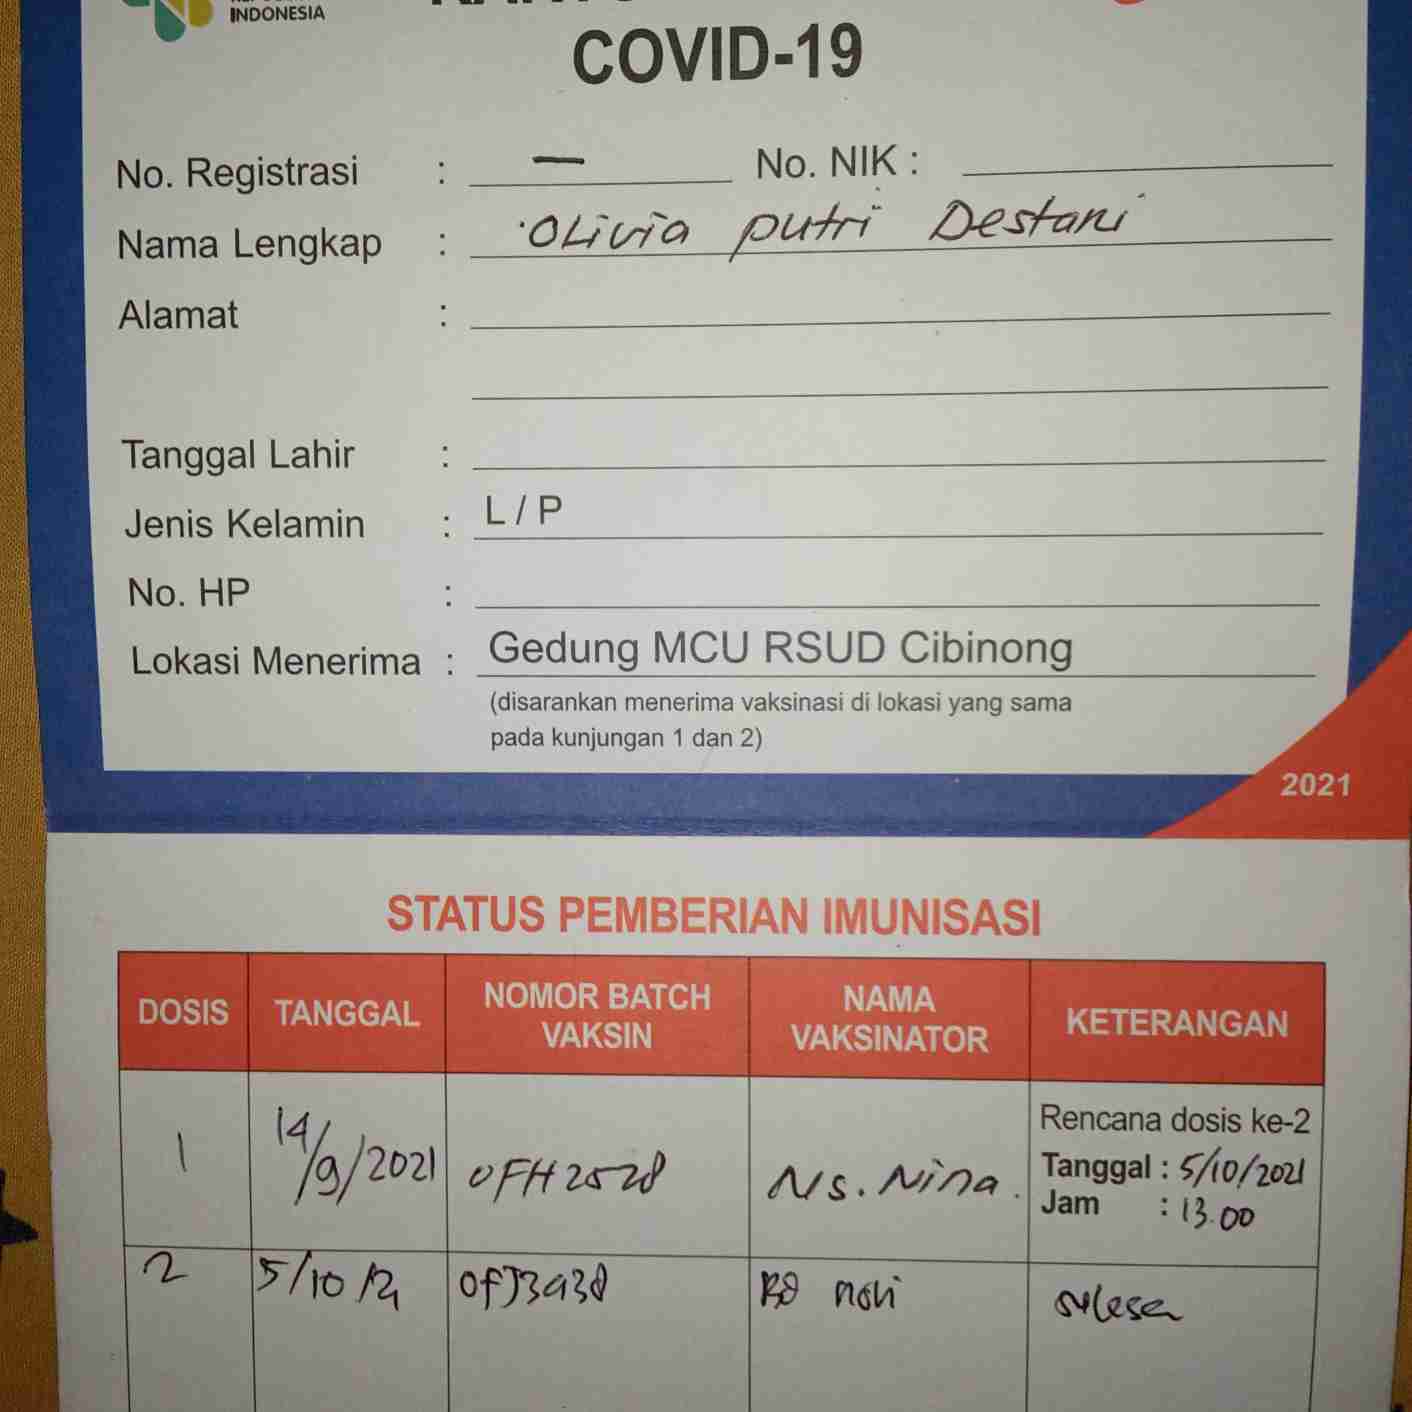 INDONESIA
COVID-19
No. Registrasi : — No. NIK :
Nama Lengkap : Olivia putri Destani
Alamat :
Tanggal Lahir :
Jenis Kelamin : L / P
No. HP :
Lokasi Menerima : Gedung MCU RSUD Cibinong
(disarankan menerima vaksinasi di lokasi yang sama
pada kunjungan 1 dan 2)
2021
STATUS PEMBERIAN IMUNISASI
DOSIS TANGGAL NOMOR BATCH VAKSIN NAMA VAKSINATOR KETERANGAN
1 14/9/2021 OFH2528 Ns. Nina. Rencana dosis ke-2
Tanggal : 5/10/2021
Jam : 13.00
2 5/10/21 selesai